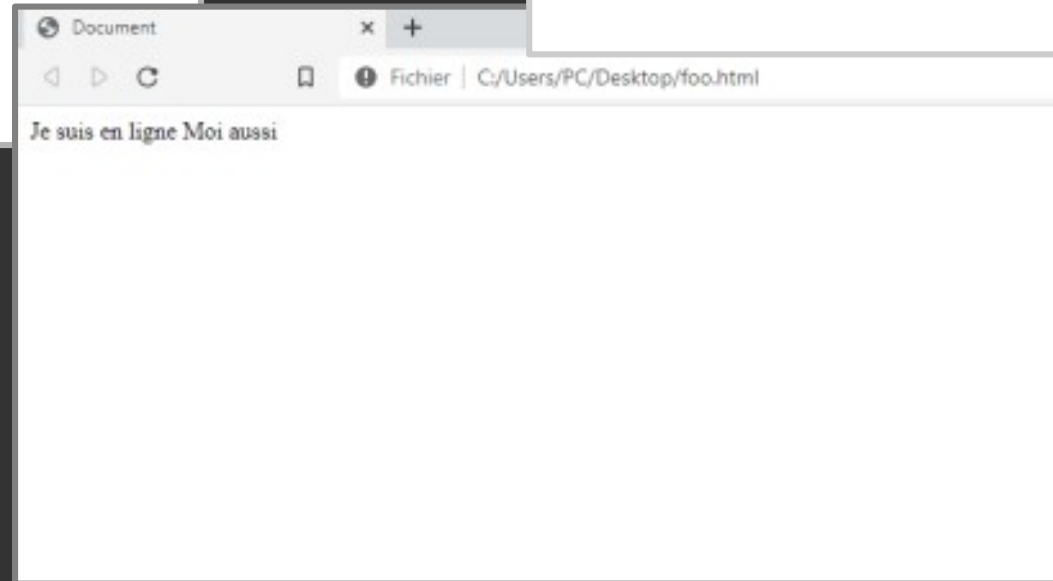 Document
Fichier | C:/Users/PC/Desktop/foo.html
Je suis en ligne Moi aussi